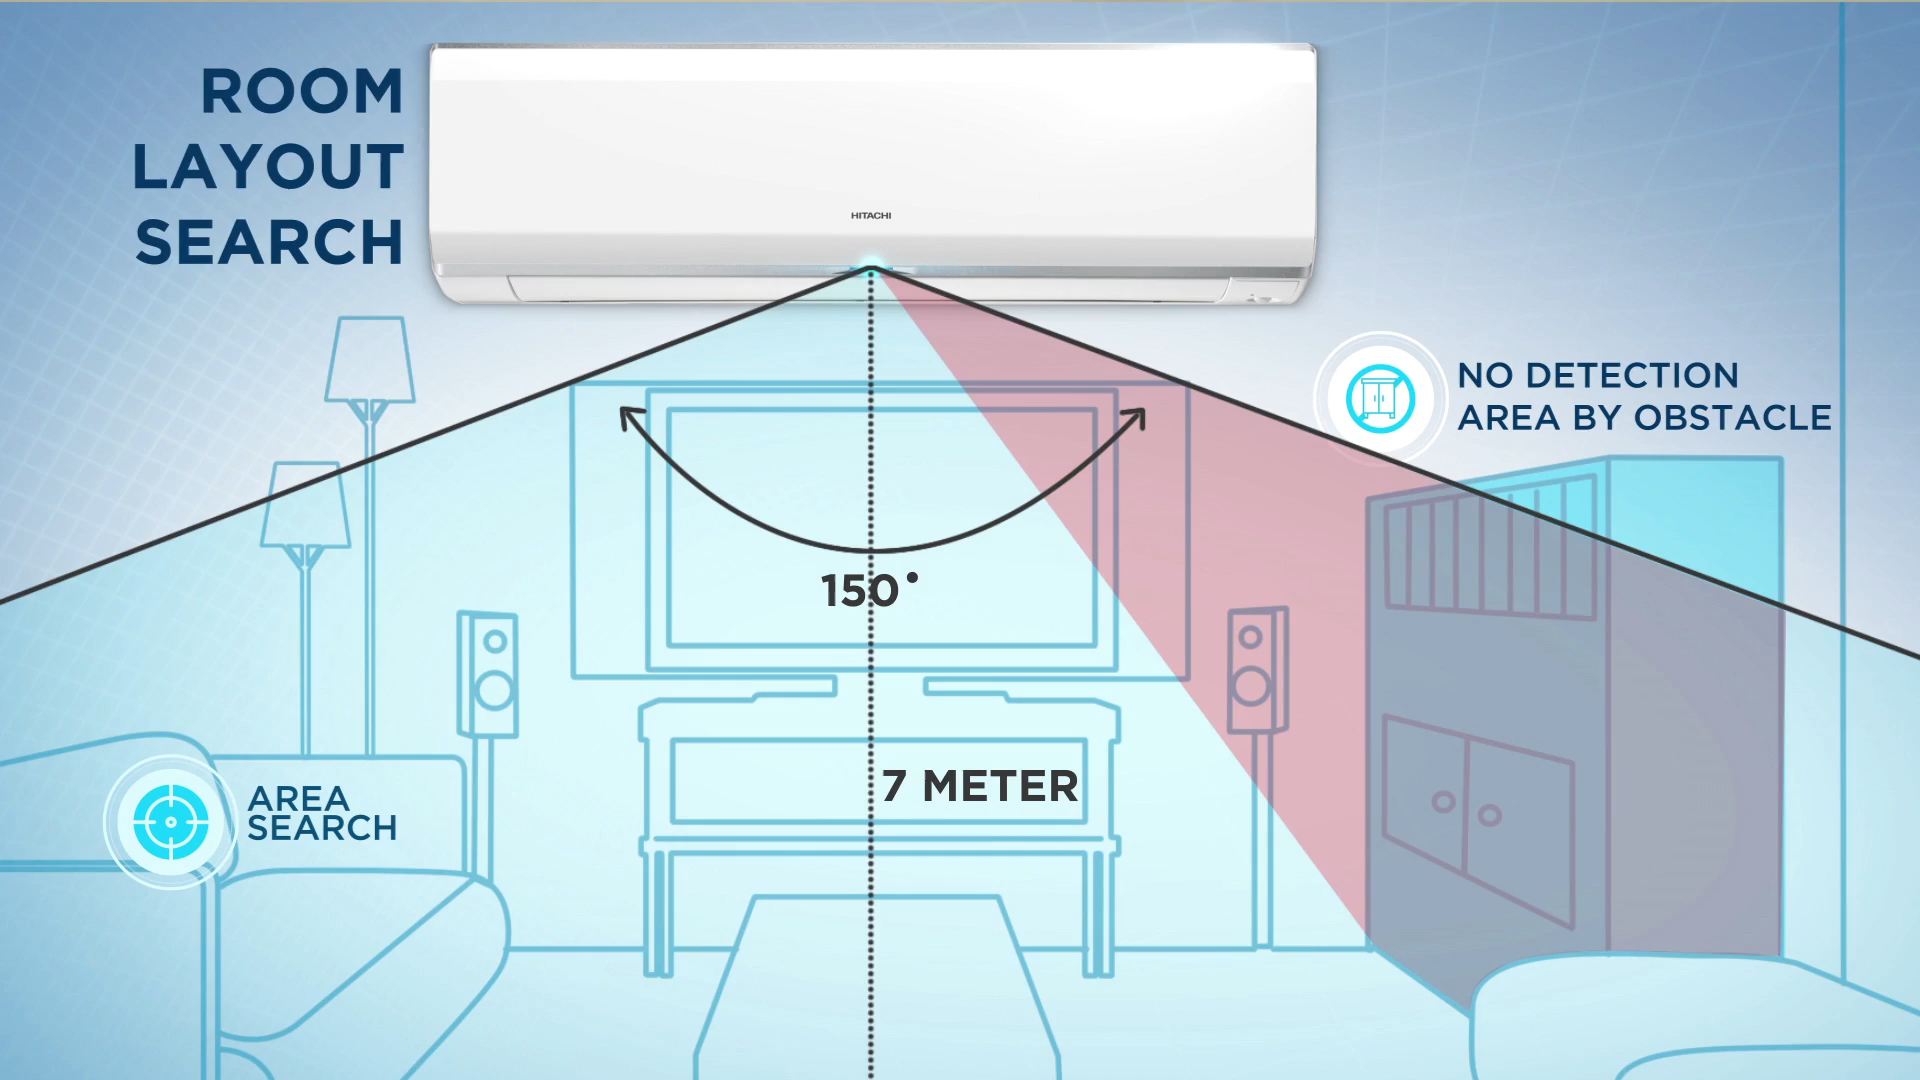 ROOM
LAYOUT
SEARCH
HITACHI
NO DETECTION
AREA BY OBSTACLE
150°
7 METER
AREA
SEARCH